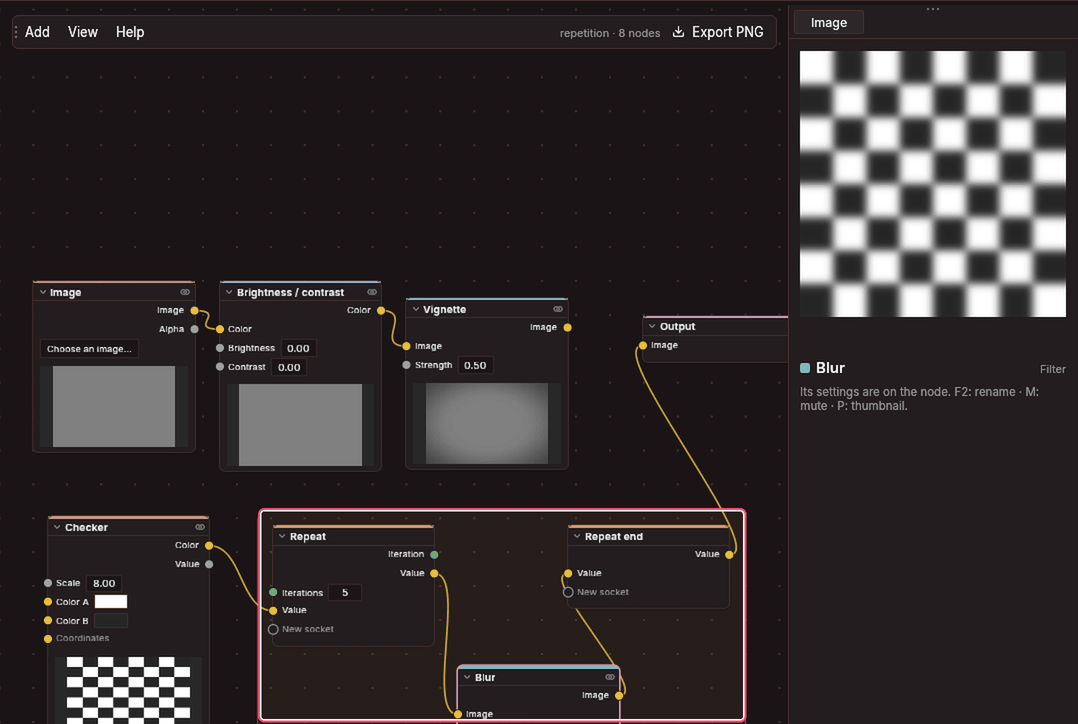 Add View Help
repetition · 8 nodes
Export PNG
Image
Blur
Filter
Its settings are on the node. F2: rename · M:
mute · P: thumbnail.
Image
Image
Alpha
Choose an image...
Brightness / contrast
Color
Color
Brightness 0.00
Contrast 0.00
Vignette
Image
Image
Strength 0.50
Output
Image
Checker
Color
Value
Scale 8.00
Color A
Color B
Coordinates
Repeat
Iteration
Value
Iterations 5
Value
New socket
Repeat end
Value
Value
New socket
Blur
Image
Image